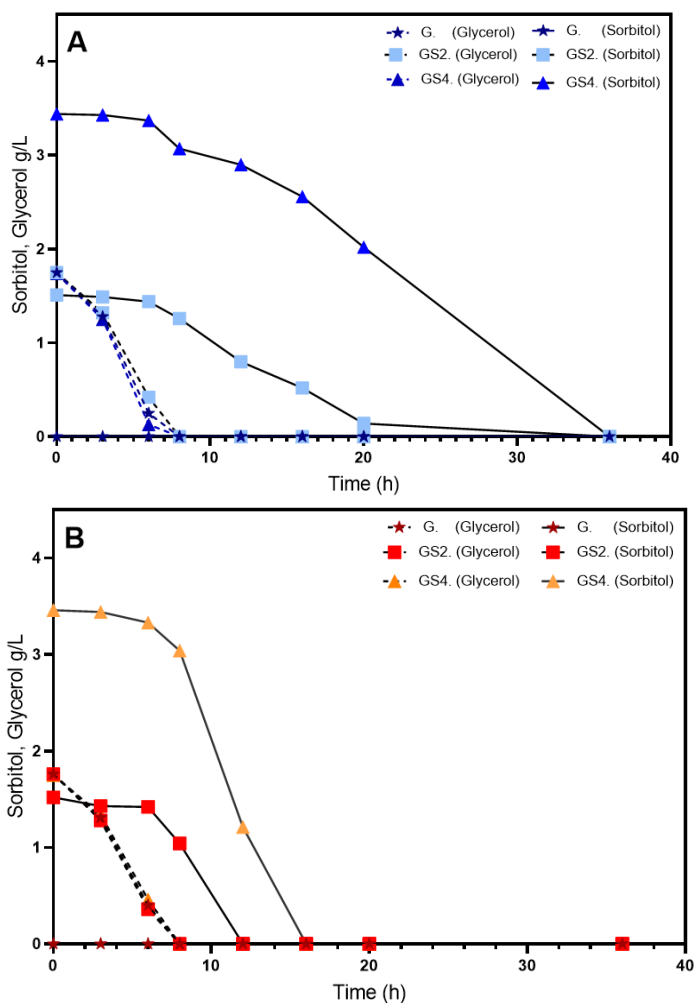 A
G. (Glycerol) G. (Sorbitol)
GS2. (Glycerol) GS2. (Sorbitol)
GS4. (Glycerol) GS4. (Sorbitol)
Sorbitol, Glycerol g/L
4
3
2
1
0
0 10 20 30 40
Time (h)
B
G. (Glycerol) G. (Sorbitol)
GS2. (Glycerol) GS2. (Sorbitol)
GS4. (Glycerol) GS4. (Sorbitol)
Sorbitol, Glycerol g/L
4
3
2
1
0
0 10 20 30 40
Time (h)